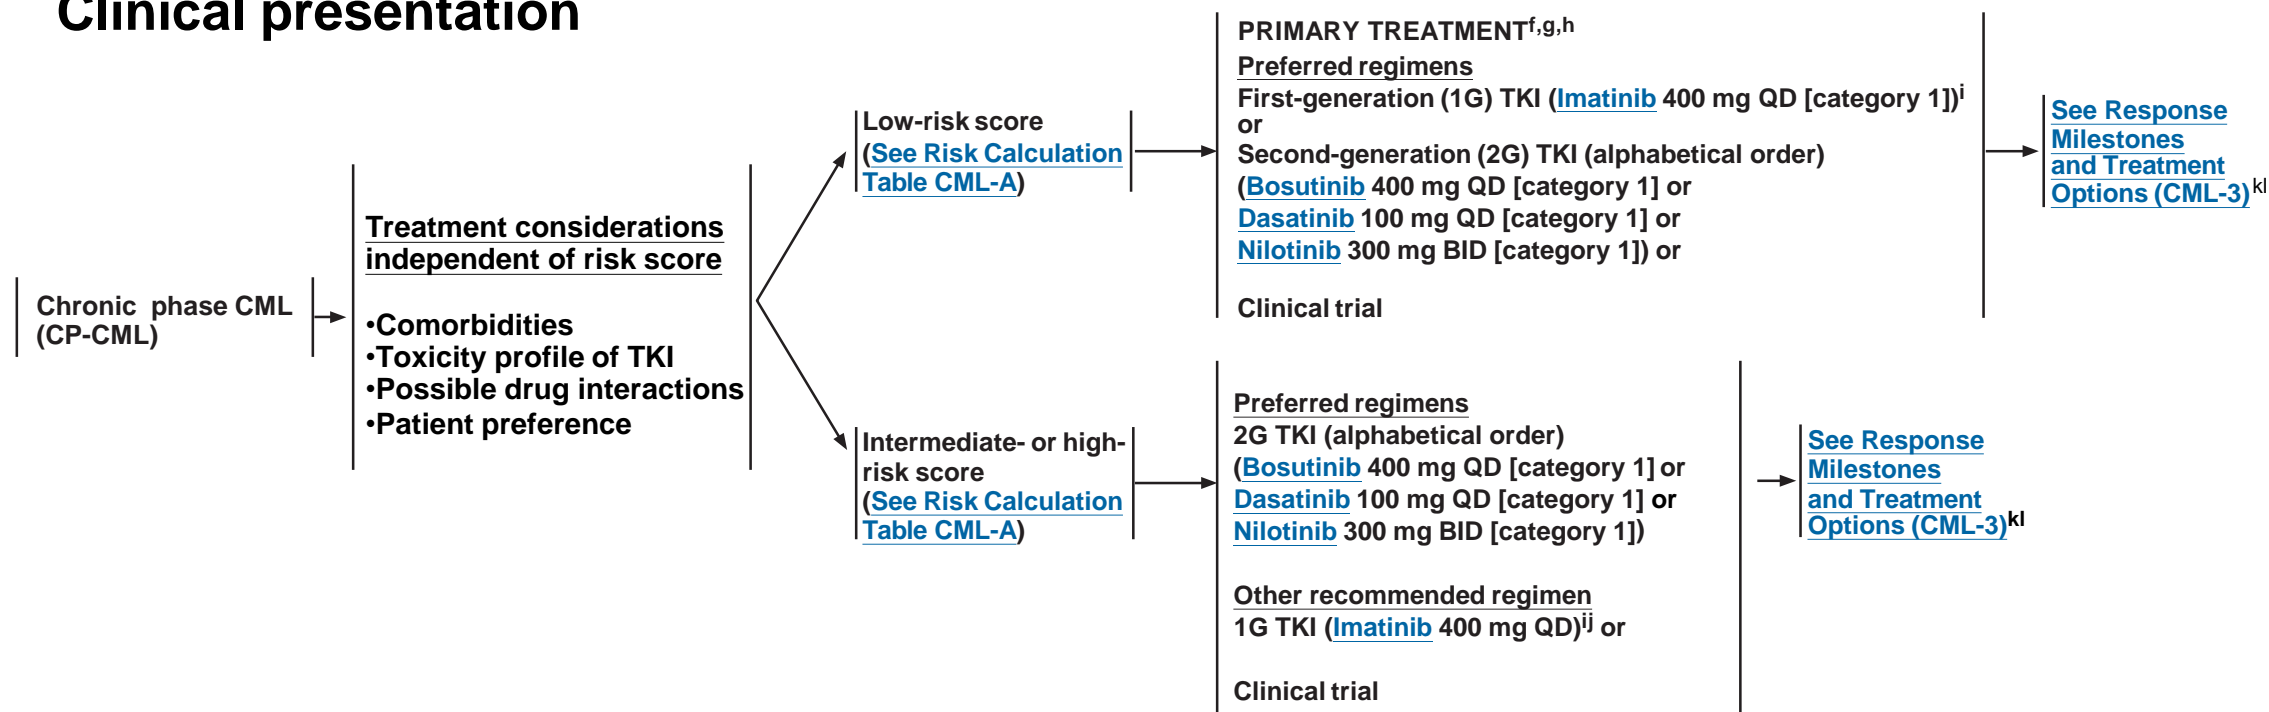 Clinical presentation
Chronic phase CML
(CP-CML)
Treatment considerations
independent of risk score
•Comorbidities
•Toxicity profile of TKI
•Possible drug interactions
•Patient preference
Low-risk score
(See Risk Calculation
Table CML-A)
PRIMARY TREATMENTf,g,h
Preferred regimens
First-generation (1G) TKI (Imatinib 400 mg QD [category 1])i
or
Second-generation (2G) TKI (alphabetical order)
(Bosutinib 400 mg QD [category 1] or
Dasatinib 100 mg QD [category 1] or
Nilotinib 300 mg BID [category 1]) or
Clinical trial
See Response
Milestones
and Treatment
Options (CML-3)kl
Intermediate- or high-
risk score
(See Risk Calculation
Table CML-A)
Preferred regimens
2G TKI (alphabetical order)
(Bosutinib 400 mg QD [category 1] or
Dasatinib 100 mg QD [category 1] or
Nilotinib 300 mg BID [category 1])
Other recommended regimen
1G TKI (Imatinib 400 mg QD)ij or
Clinical trial
See Response
Milestones
and Treatment
Options (CML-3)kl